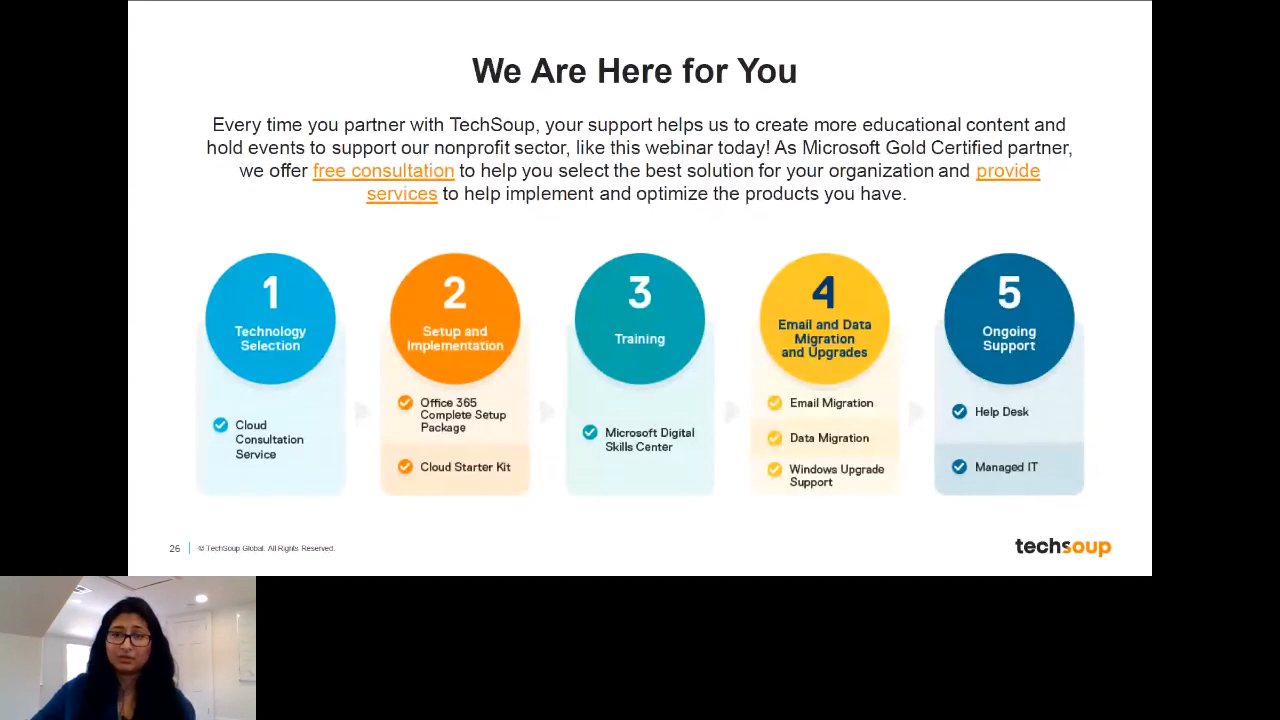 We Are Here for You
Every time you partner with TechSoup, your support helps us to create more educational content and
hold events to support our nonprofit sector, like this webinar today! As Microsoft Gold Certified partner,
we offer free consultation to help you select the best solution for your organization and provide
services to help implement and optimize the products you have.
1
Technology
Selection
Cloud
Consultation
Service
2
Setup and
Implementation
Office 365
Complete Setup
Package
Cloud Starter Kit
3
Training
Microsoft Digital
Skills Center
4
Email and Data
Migration
and Upgrades
Email Migration
Data Migration
Windows Upgrade
Support
5
Ongoing
Support
Help Desk
Managed IT
26
© TechSoup Global. All Rights Reserved.
techsoup